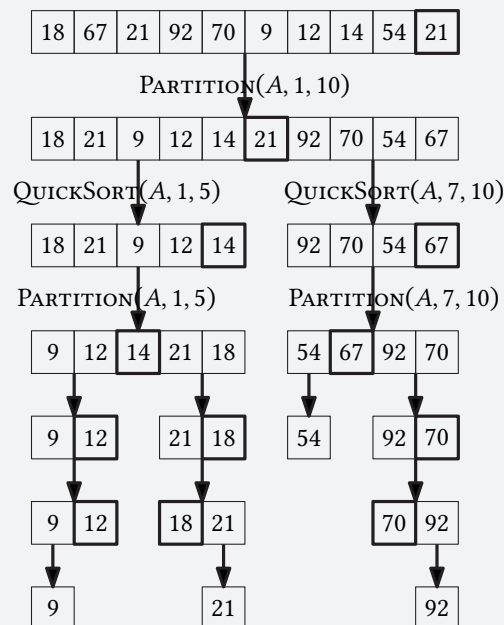 18 67 21 92 70 9 12 14 54 21
PARTITION(A, 1, 10)
18 21 9 12 14 21 92 70 54 67
QUICKSORT(A, 1, 5) QUICKSORT(A, 7, 10)
18 21 9 12 14 92 70 54 67
PARTITION(A, 1, 5) PARTITION(A, 7, 10)
9 12 14 21 18 54 67 92 70
9 12 21 18 54 92 70
9 12 18 21 70 92
9 21 92